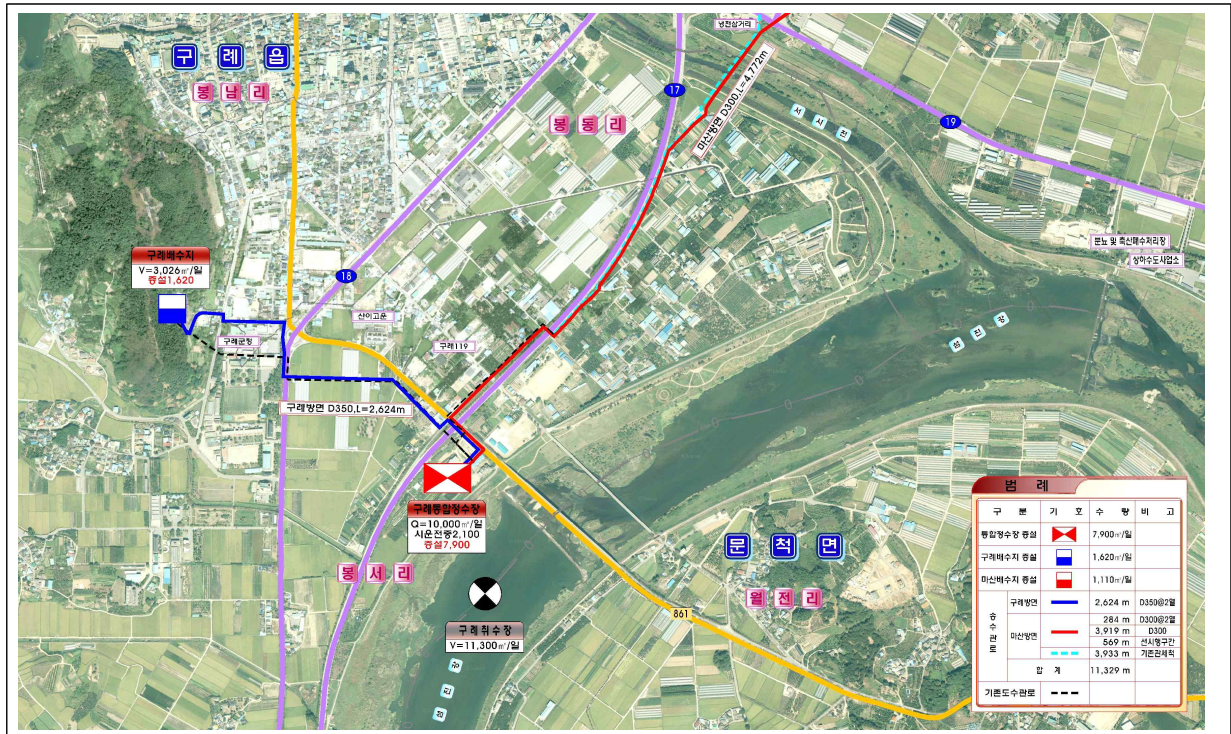 냉천삼거리
구 례 읍
봉 남 리
17
마산방면 D300,L=4,772m
서 시 천
봉 동 리
19
분뇨 및 축산폐수처리장
상하수도사업소
구례배수지
V=3,026㎥/일
증설1,620
18
산이고운
섬 진 강
구례군청
구례119
구례방면 D350,L=2,624m
구례통합정수장
Q=10,000㎥/일
시운전중2,100
증설7,900
문 척 면
봉 서 리
월 전 리
861
구례취수장
V=11,300㎥/일
섬 진 강
범 례
구 분 기 호 수 량 비 고
통합정수장 증설 7,900㎥/일
구례배수지 증설 1,620㎥/일
마산배수지 증설 1,110㎥/일
송수관로
구례방면 2,624 m D350@2열
마산방면
284 m D300@2열
3,919 m D300
569 m 선시행구간
3,933 m 기존관세척
합 계 11,329 m
기존도수관로